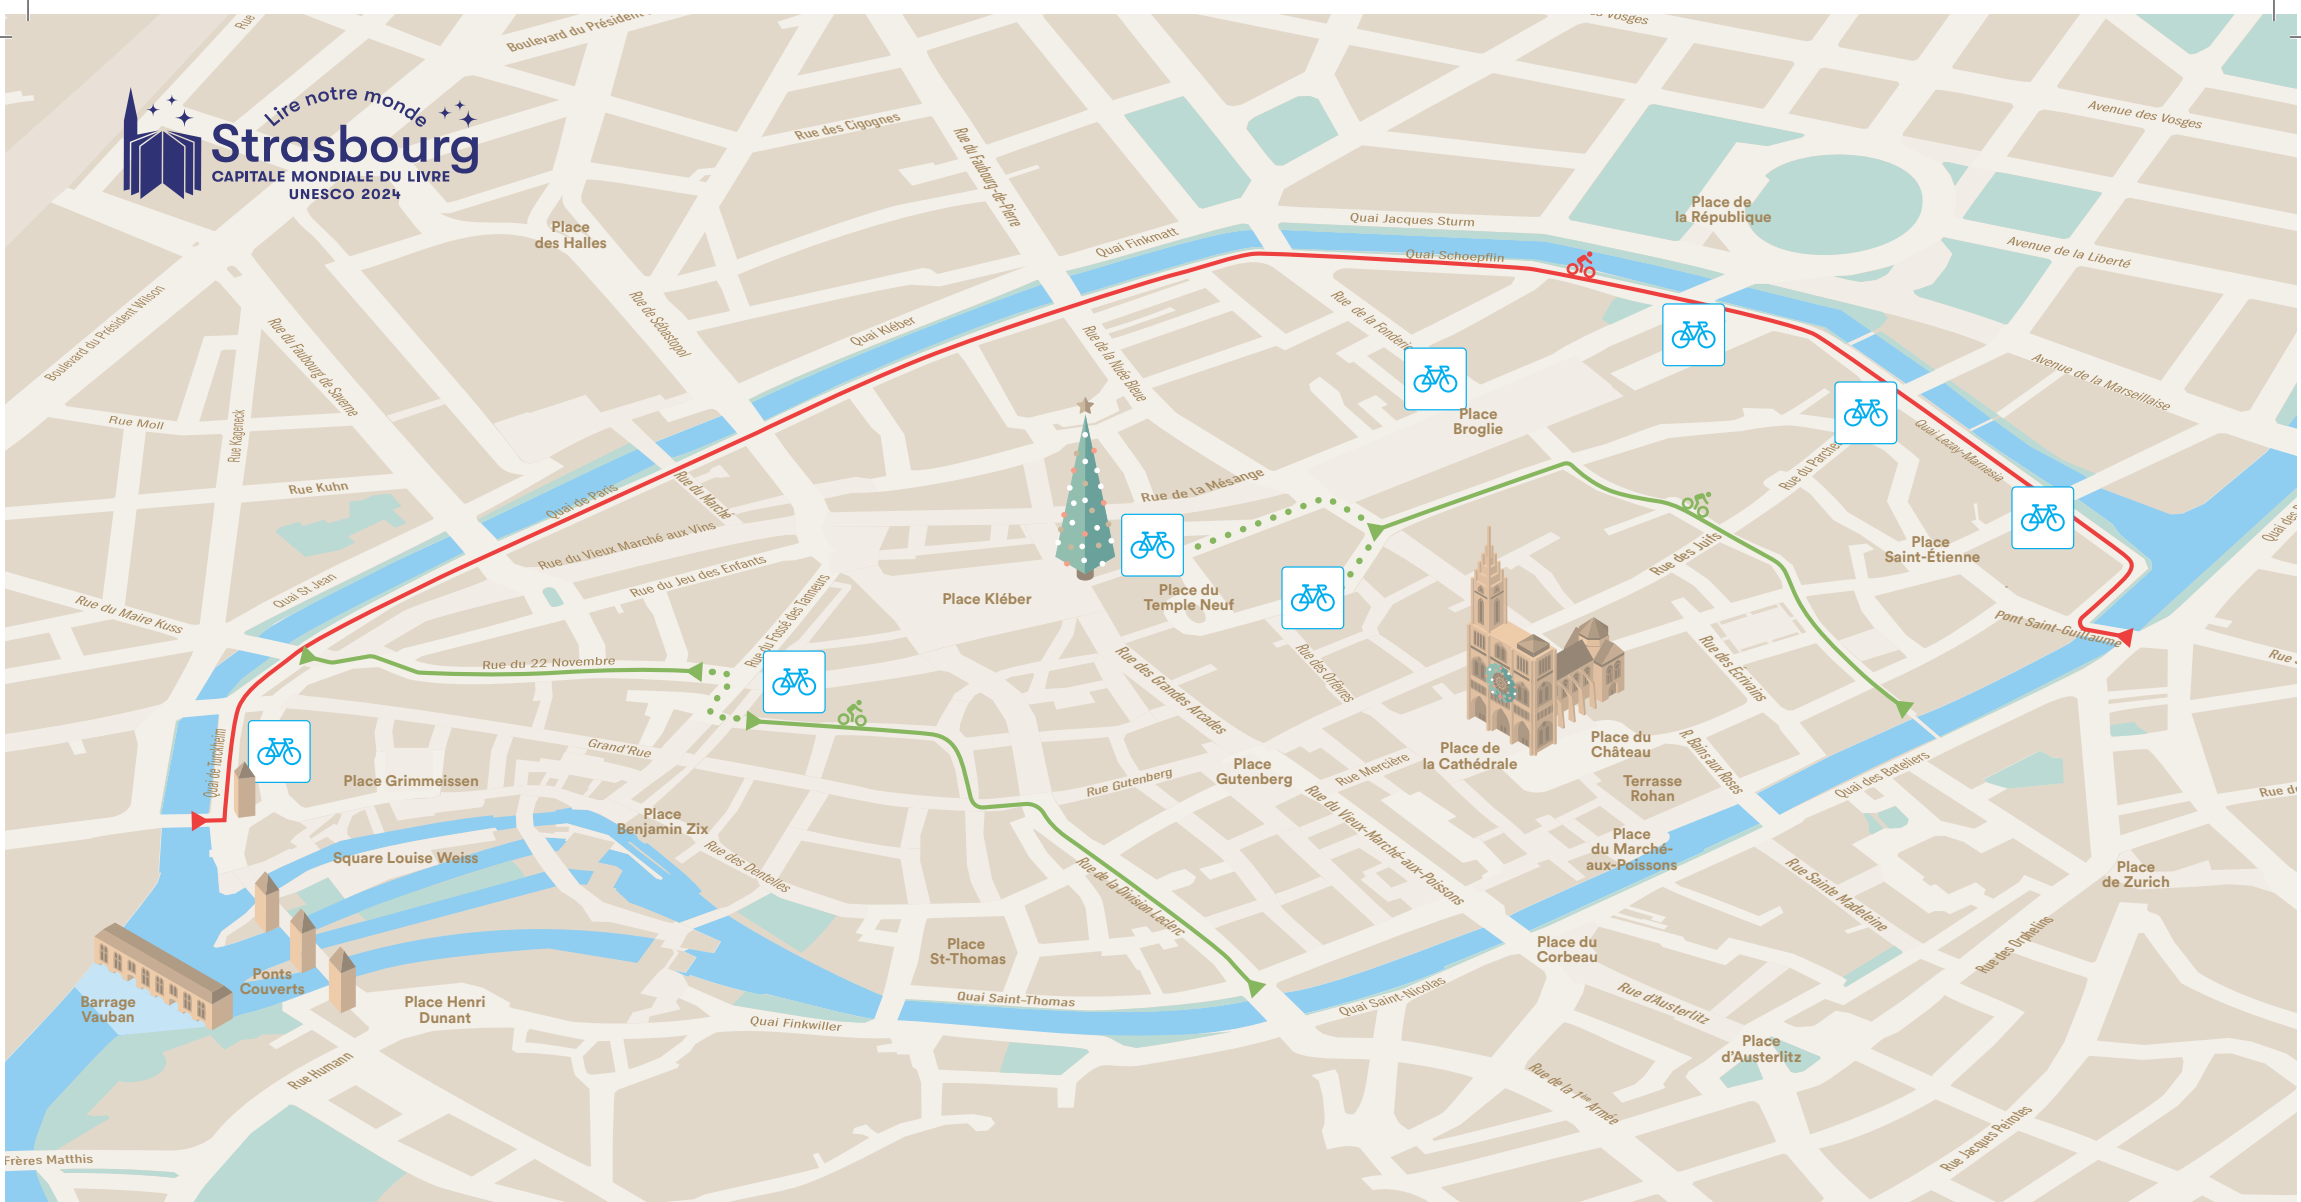 Rue
Boulevard du Président
Vosges
Lire notre monde
Strasbourg
CAPITALE MONDIALE DU LIVRE
UNESCO 2024
Rue des Cigognes
Rue du Faubourg-de-Pierre
Avenue des Vosges
Place de
la République
Quai Jacques Sturm
Place
des Halles
Quai Finkmatt
Quai Schoepflin
Avenue de la Liberté
Boulevard du Président Wilson
Rue du Faubourg de Saverne
Rue de Sébastopol
Quai Kléber
Rue de la Nuée Bleue
Rue de la Fonderie
Avenue de la Marseillaise
Rue Moll
Rue Kageneck
Place
Broglie
Quai Lezay-Marnesia
Rue du Parche
Rue Kuhn
Quai de Paris
Rue du Marché
Rue de la Mésange
Quai des
Rue du Vieux Marché aux Vins
Rue du Jeu des Enfants
Quai St Jean
Rue du Maire Kuss
Rue du Fossé des Tanneurs
Place Kléber
Place du
Temple Neuf
Rue des Juifs
Place
Saint-Étienne
Pont Saint-Guillaume
Rue
Rue du 22 Novembre
Rue des Grandes Arcades
Rue des Orfèvres
Rue des Ecrivains
Quai de Turckheim
Grand'Rue
Place Grimmeissen
Rue Gutenberg
Place
Gutenberg
Rue Mercière
Place de
la Cathédrale
Place du
Château
R. Bains aux Roses
Terrasse
Rohan
Quai des Bateliers
Rue de
Place
Benjamin Zix
Square Louise Weiss
Rue des Dentelles
Rue de la Division Leclerc
Rue du Vieux-Marché-aux-Poissons
Place
du Marché-
aux-Poissons
Rue Sainte Madeleine
Place
de Zurich
Place
St-Thomas
Place du
Corbeau
Rue des Orphelins
Ponts
Couverts
Barrage
Vauban
Place Henri
Dunant
Quai Saint-Thomas
Quai Finkwiller
Quai Saint-Nicolas
Rue d'Austerlitz
Place
d'Austerlitz
Rue Humann
Rue de la 1ère Armée
Rue Jacques Peirotes
Frères Matthis